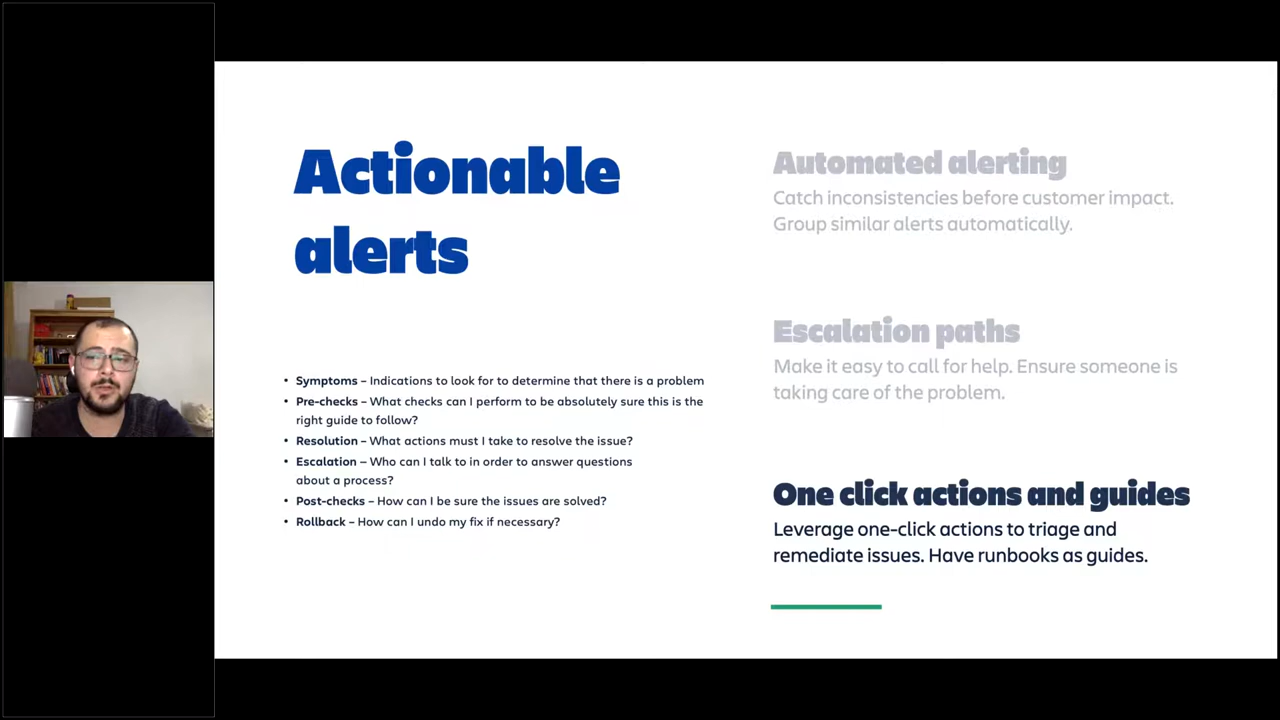 Actionable
alerts
• Symptoms – Indications to look for to determine that there is a problem
• Pre-checks – What checks can I perform to be absolutely sure this is the
right guide to follow?
• Resolution – What actions must I take to resolve the issue?
• Escalation – Who can I talk to in order to answer questions
about a process?
• Post-checks – How can I be sure the issues are solved?
• Rollback – How can I undo my fix if necessary?
Automated alerting
Catch inconsistencies before customer impact.
Group similar alerts automatically.
Escalation paths
Make it easy to call for help. Ensure someone is
taking care of the problem.
One click actions and guides
Leverage one-click actions to triage and
remediate issues. Have runbooks as guides.